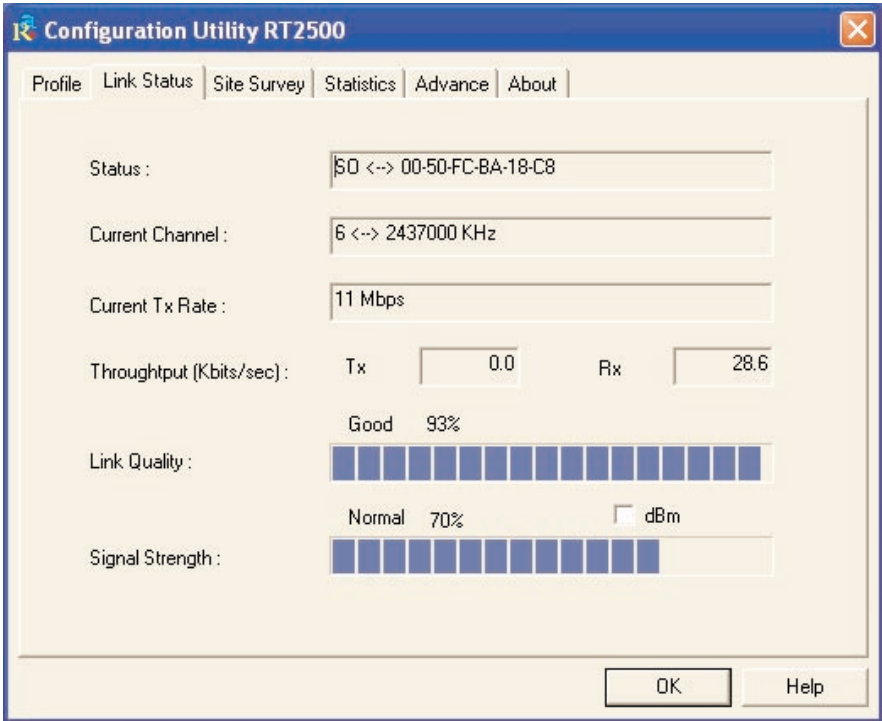 Configuration Utility RT2500
Profile Link Status Site Survey Statistics Advance About
Status : SO <--> 00-50-FC-BA-18-C8
Current Channel : 6 <--> 2437000 KHz
Current Tx Rate : 11 Mbps
Throughtput (Kbits/sec) : Tx 0.0 Rx 28.6
Good 93%
Link Quality :
Normal 70% dBm
Signal Strength :
OK Help